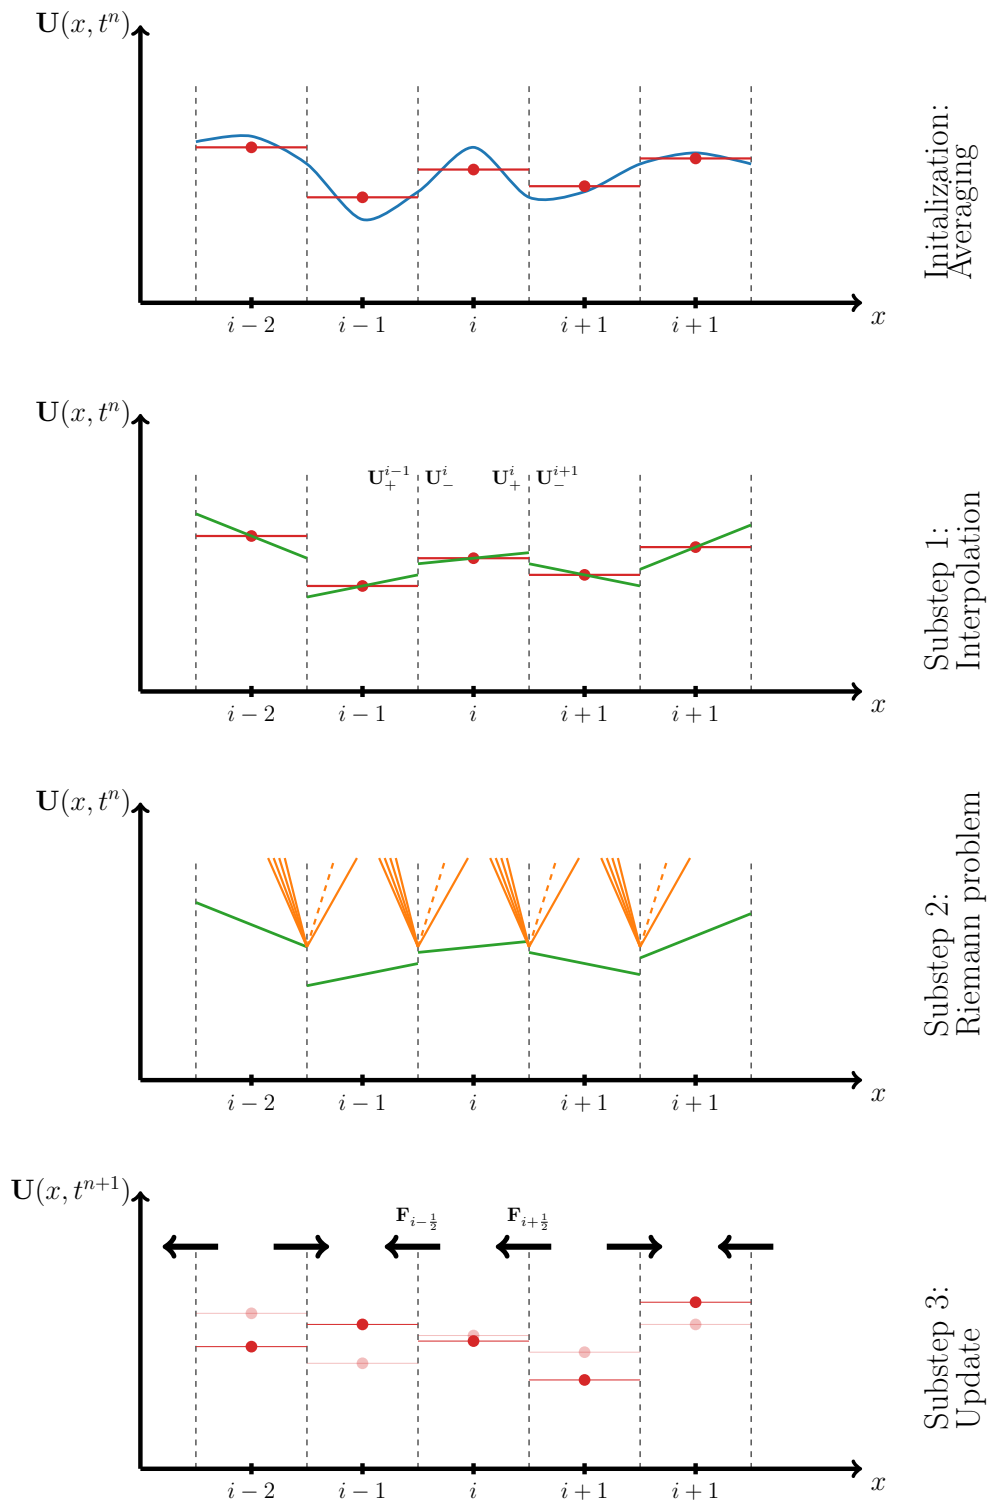 U(x, tⁿ)
Initalization:
Averaging
i − 2
i − 1
i
i + 1
i + 1
x
U(x, tⁿ)
U₊ⁱ⁻¹
U₋ⁱ
U₊ⁱ
U₋ⁱ⁺¹
Substep 1:
Interpolation
i − 2
i − 1
i
i + 1
i + 1
x
U(x, tⁿ)
Substep 2:
Riemann problem
i − 2
i − 1
i
i + 1
i + 1
x
U(x, tⁿ⁺¹)
F_{i−1/2}
F_{i+1/2}
Substep 3:
Update
i − 2
i − 1
i
i + 1
i + 1
x